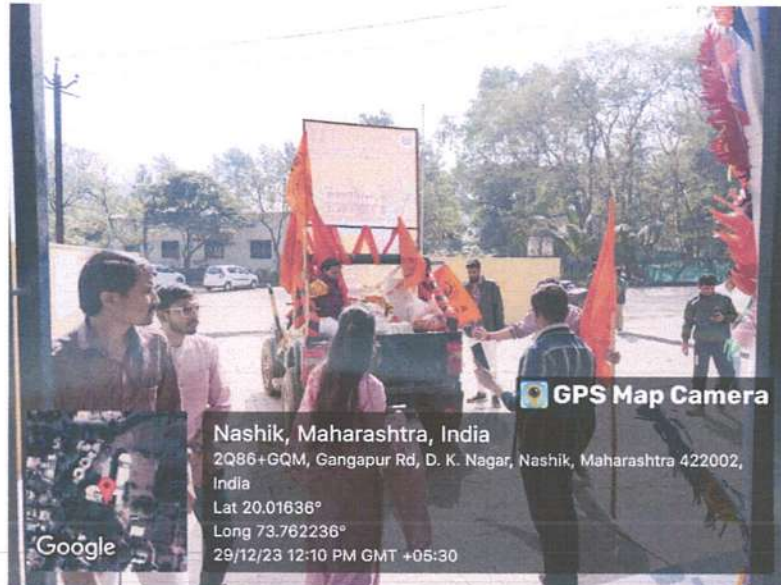 GPS Map Camera
Nashik, Maharashtra, India
2Q86+GQM, Gangapur Rd, D. K. Nagar, Nashik, Maharashtra 422002,
India
Lat 20.01636°
Long 73.762236°
29/12/23 12:10 PM GMT +05:30
Google